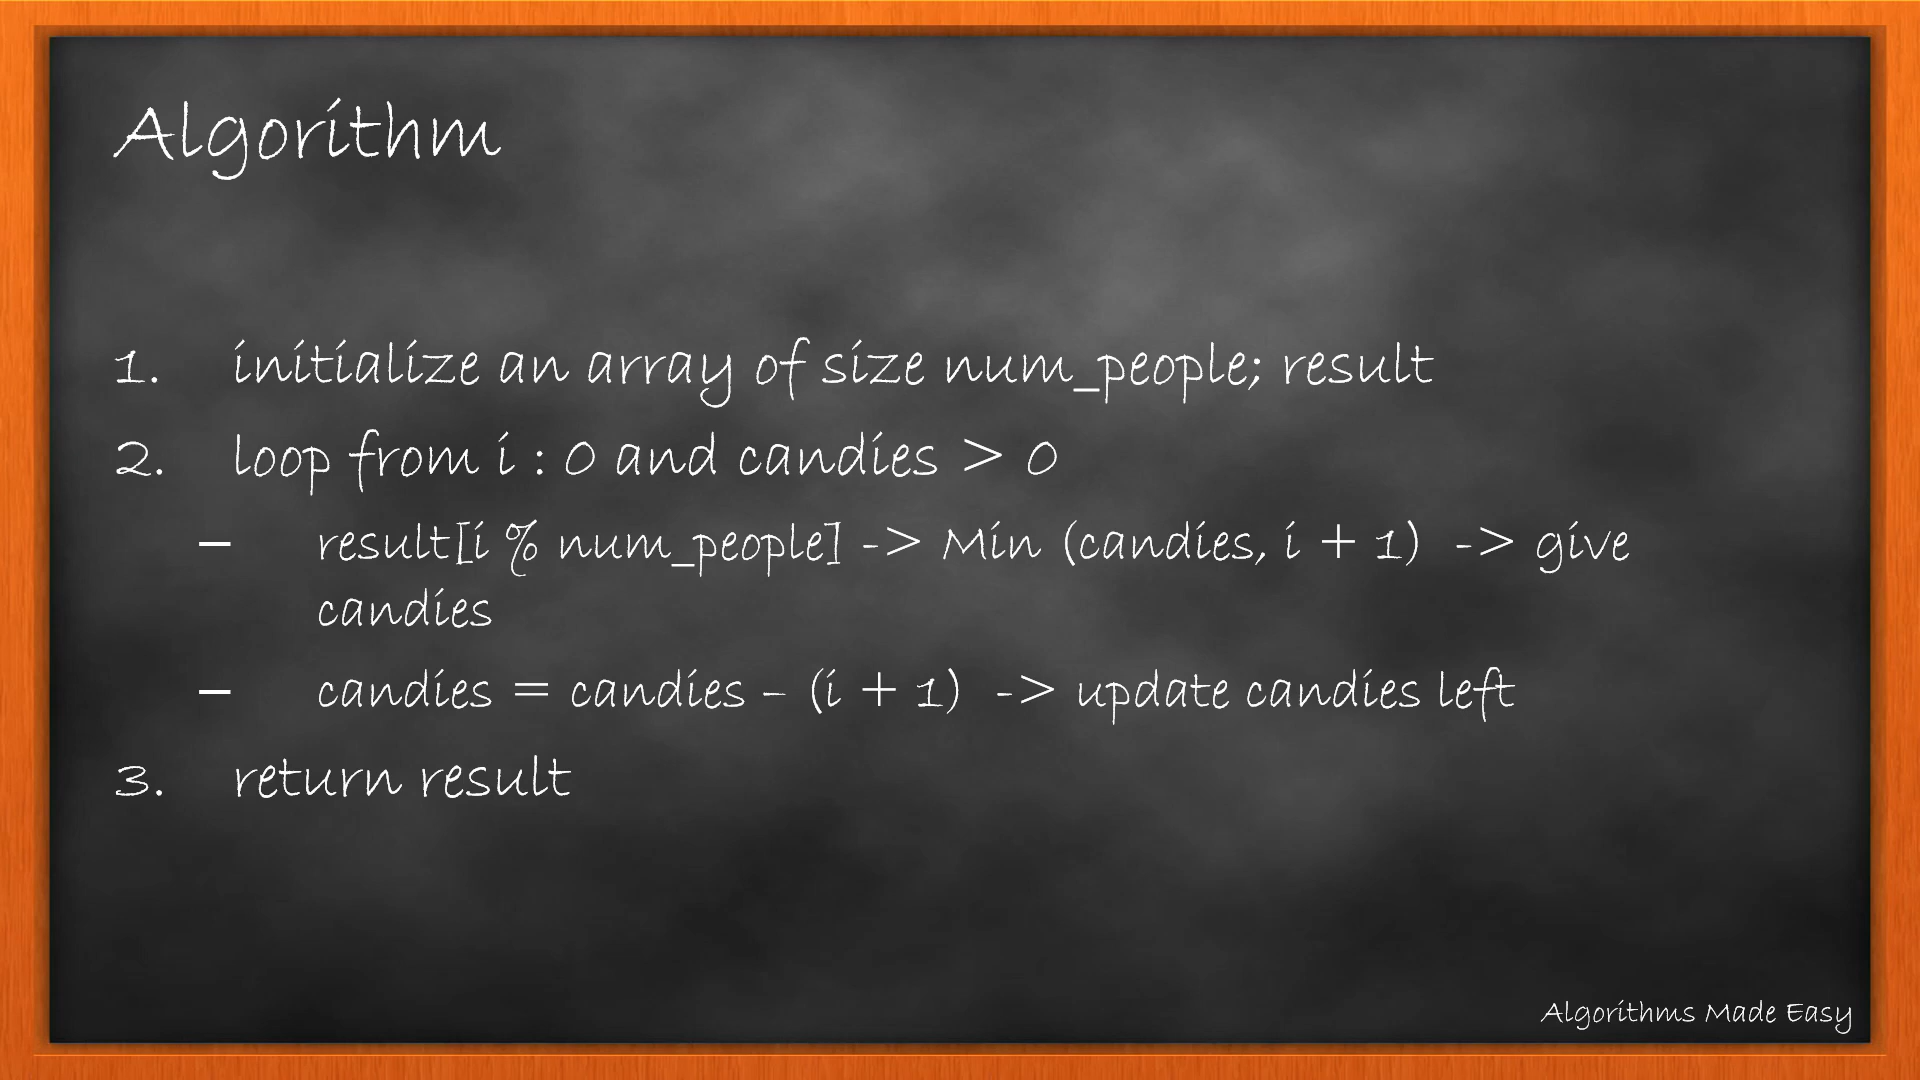 Algorithm
1. initialize an array of size num_people; result
2. loop from i : 0 and candies > 0
– result[i % num_people] -> Min (candies, i + 1) -> give
candies
– candies = candies – (i + 1) -> update candies left
3. return result
Algorithms Made Easy